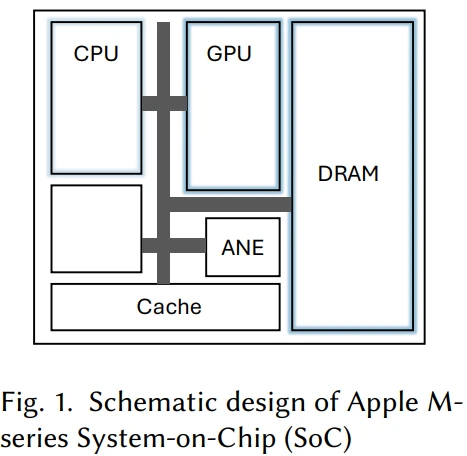 CPU
GPU
DRAM
ANE
Cache
Fig. 1. Schematic design of Apple M-
series System-on-Chip (SoC)